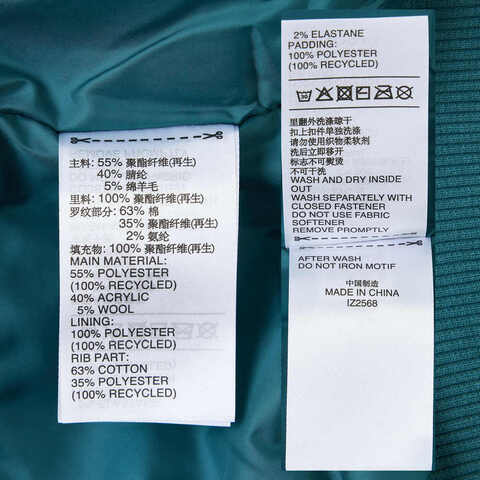 主料: 55% 聚酯纤维(再生)
40% 腈纶
5% 绵羊毛
里料: 100% 聚酯纤维(再生)
罗纹部分: 63% 棉
35% 聚酯纤维(再生)
2% 氨纶
填充物: 100% 聚酯纤维(再生)
MAIN MATERIAL:
55% POLYESTER
(100% RECYCLED)
40% ACRYLIC
5% WOOL
LINING:
100% POLYESTER
(100% RECYCLED)
RIB PART:
63% COTTON
35% POLYESTER
(100% RECYCLED)
2% ELASTANE
PADDING:
100% POLYESTER
(100% RECYCLED)
里翻外洗涤晾干
扣上扣件单独洗涤
请勿使用织物柔软剂
洗后立即移开
标志不可熨烫
不可干洗
WASH AND DRY INSIDE
OUT
WASH SEPARATELY WITH
CLOSED FASTENER
DO NOT USE FABRIC
SOFTENER
REMOVE PROMPTLY
AFTER WASH
DO NOT IRON MOTIF
中国制造
MADE IN CHINA
IZ2568